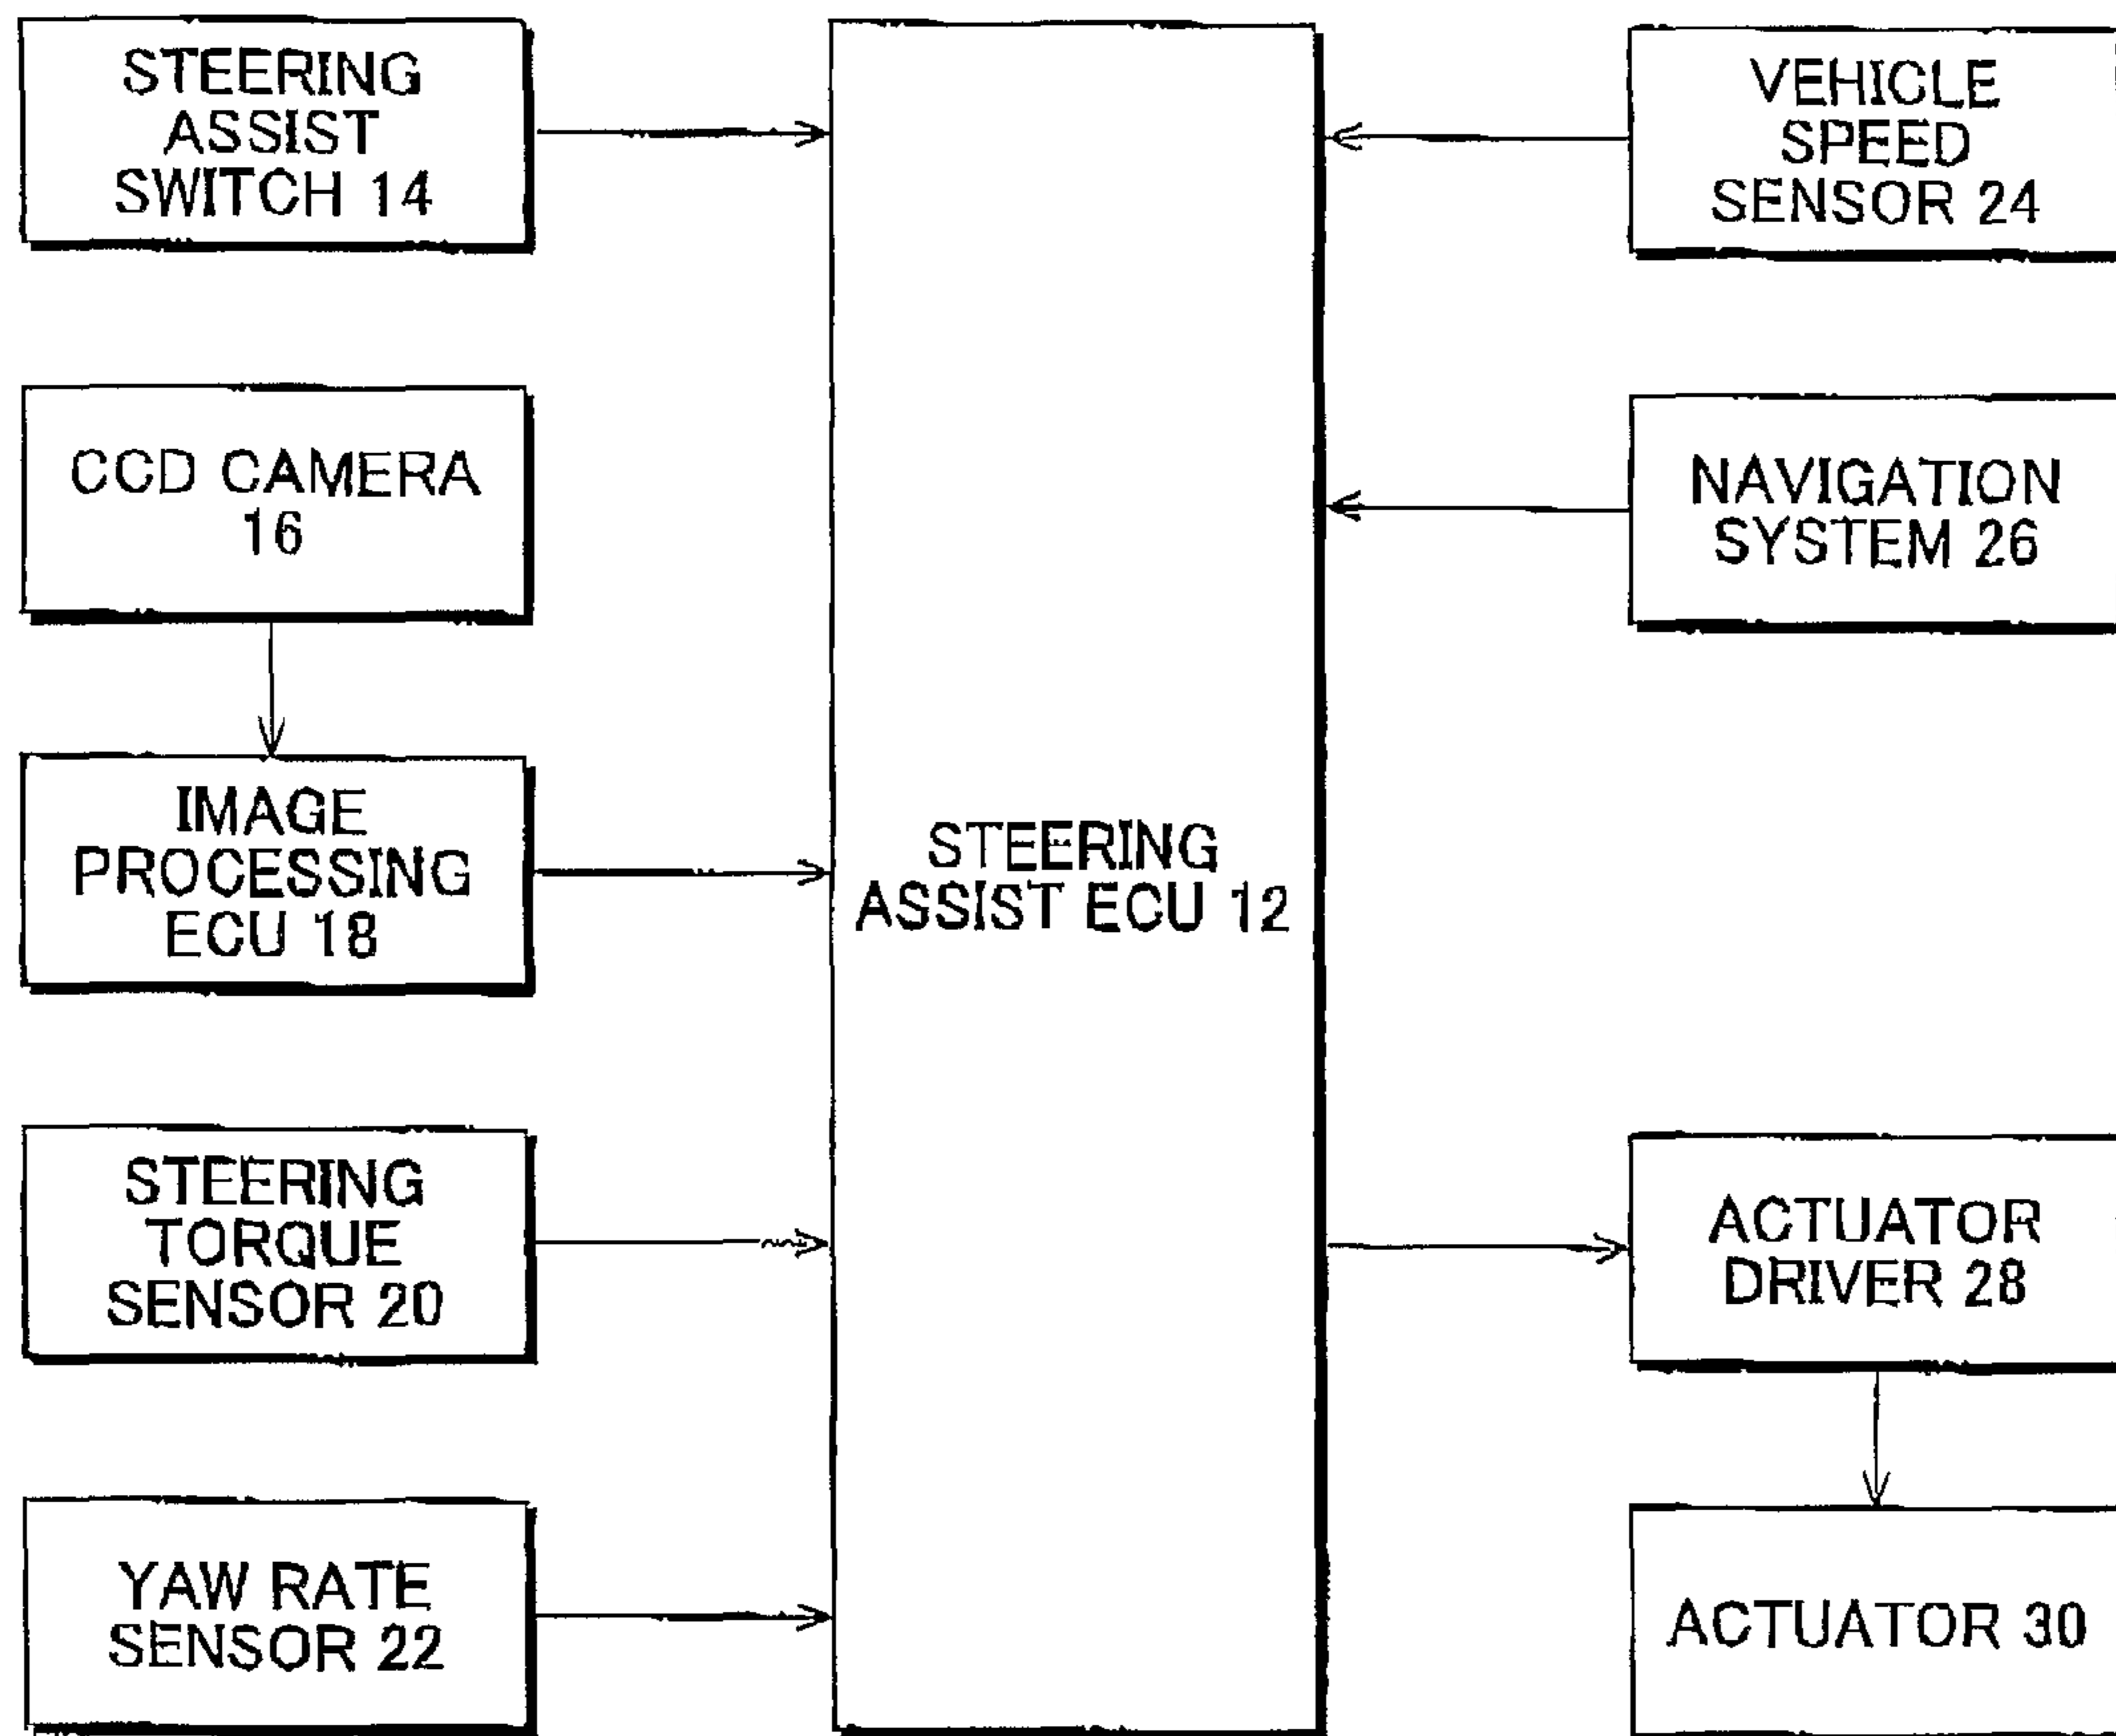 STEERING
ASSIST
SWITCH 14
CCD CAMERA
16
IMAGE
PROCESSING
ECU 18
STEERING
TORQUE
SENSOR 20
YAW RATE
SENSOR 22
STEERING
ASSIST ECU 12
VEHICLE
SPEED
SENSOR 24
NAVIGATION
SYSTEM 26
ACTUATOR
DRIVER 28
ACTUATOR 30